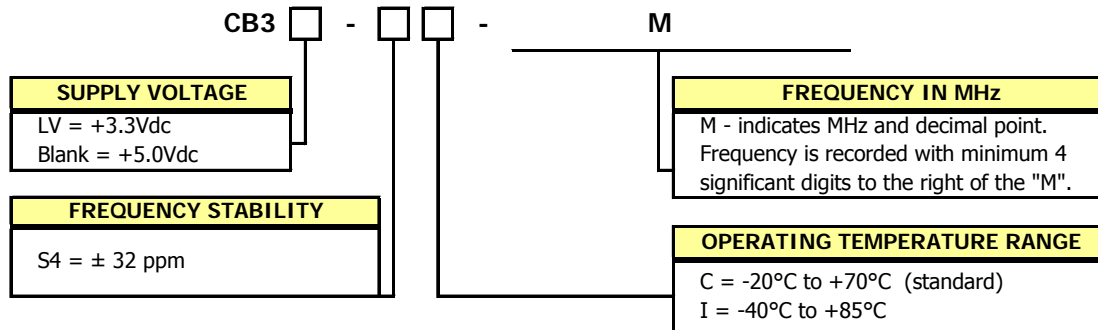 CB3 - - M
SUPPLY VOLTAGE
LV = +3.3Vdc
Blank = +5.0Vdc
FREQUENCY STABILITY
S4 = ± 32 ppm
FREQUENCY IN MHz
M - indicates MHz and decimal point.
Frequency is recorded with minimum 4
significant digits to the right of the "M".
OPERATING TEMPERATURE RANGE
C = -20°C to +70°C (standard)
I = -40°C to +85°C